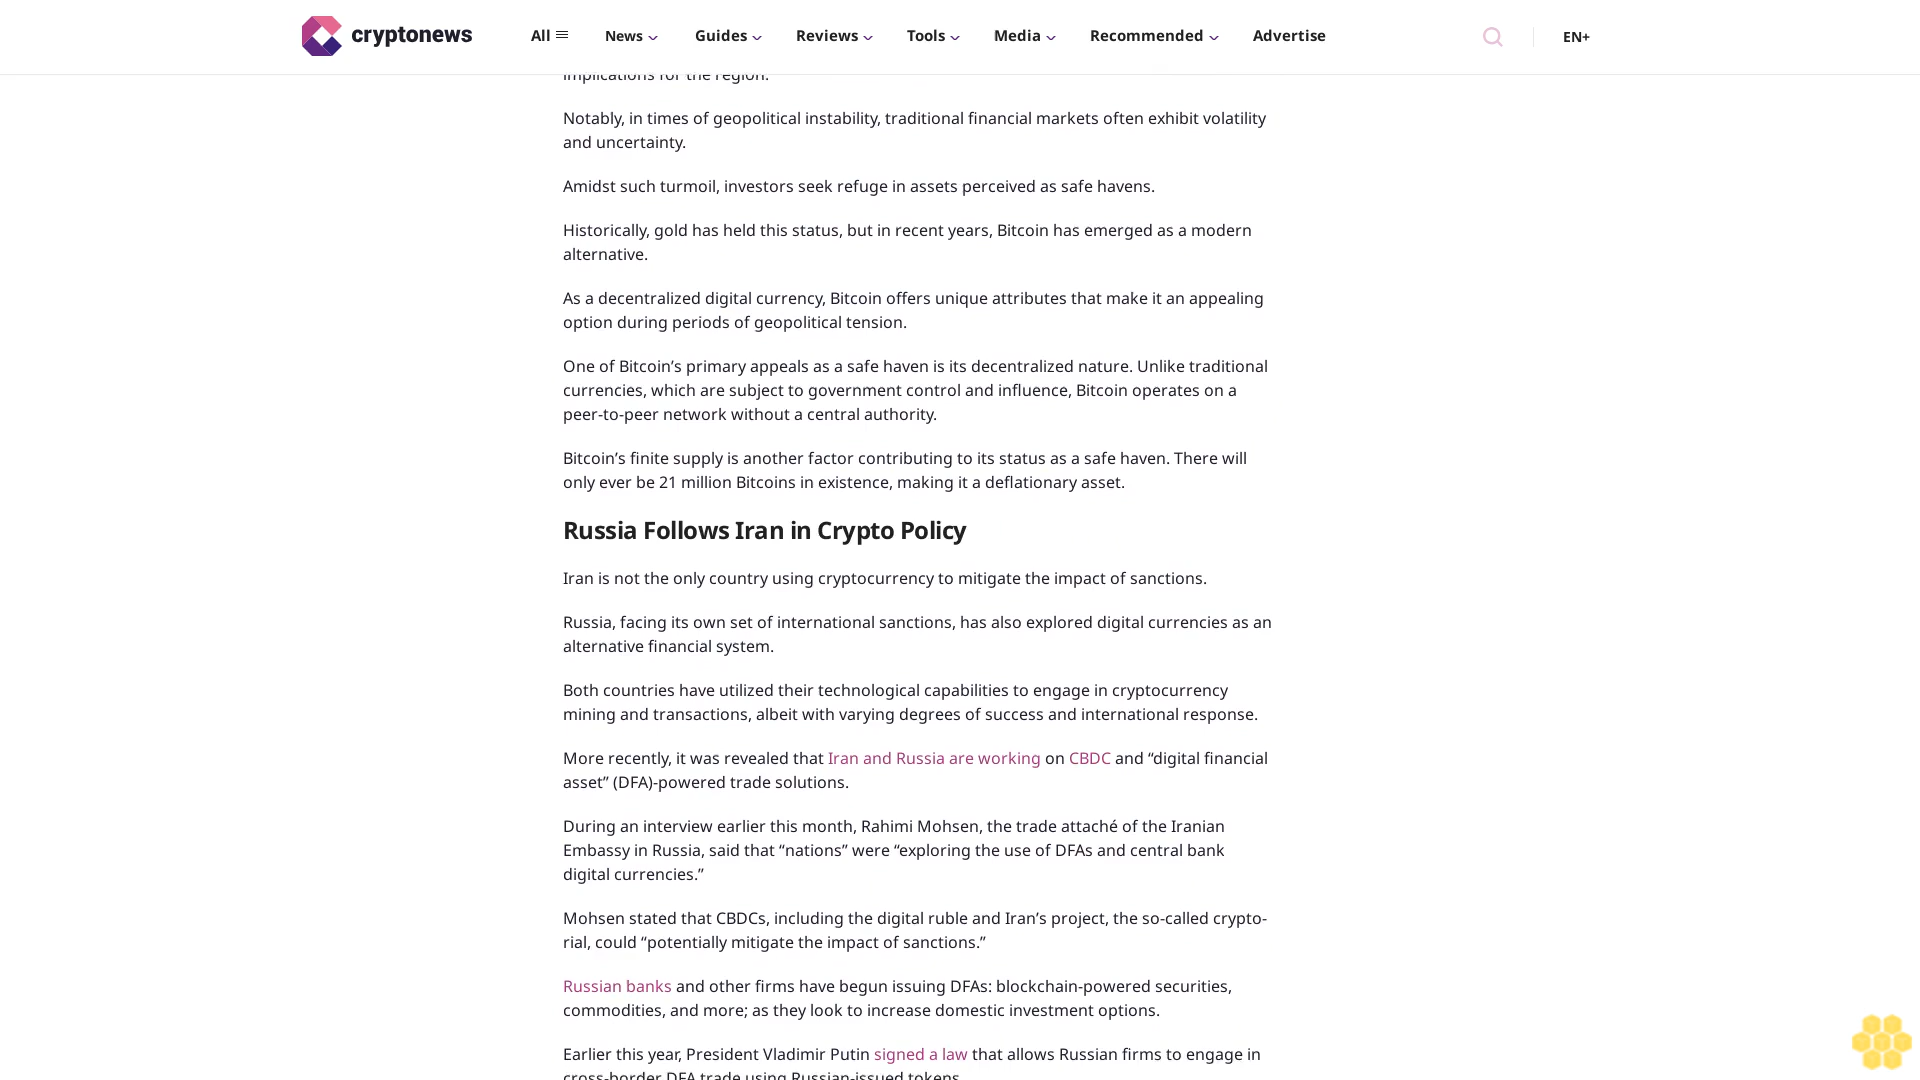 cryptonews
All
News
Guides
Reviews
Tools
Media
Recommended
Advertise
EN+
implications for the region.
Notably, in times of geopolitical instability, traditional financial markets often exhibit volatility
and uncertainty.
Amidst such turmoil, investors seek refuge in assets perceived as safe havens.
Historically, gold has held this status, but in recent years, Bitcoin has emerged as a modern
alternative.
As a decentralized digital currency, Bitcoin offers unique attributes that make it an appealing
option during periods of geopolitical tension.
One of Bitcoin’s primary appeals as a safe haven is its decentralized nature. Unlike traditional
currencies, which are subject to government control and influence, Bitcoin operates on a
peer-to-peer network without a central authority.
Bitcoin’s finite supply is another factor contributing to its status as a safe haven. There will
only ever be 21 million Bitcoins in existence, making it a deflationary asset.
Russia Follows Iran in Crypto Policy
Iran is not the only country using cryptocurrency to mitigate the impact of sanctions.
Russia, facing its own set of international sanctions, has also explored digital currencies as an
alternative financial system.
Both countries have utilized their technological capabilities to engage in cryptocurrency
mining and transactions, albeit with varying degrees of success and international response.
More recently, it was revealed that Iran and Russia are working on CBDC and “digital financial
asset” (DFA)-powered trade solutions.
During an interview earlier this month, Rahimi Mohsen, the trade attaché of the Iranian
Embassy in Russia, said that “nations” were “exploring the use of DFAs and central bank
digital currencies.”
Mohsen stated that CBDCs, including the digital ruble and Iran’s project, the so-called crypto-
rial, could “potentially mitigate the impact of sanctions.”
Russian banks and other firms have begun issuing DFAs: blockchain-powered securities,
commodities, and more; as they look to increase domestic investment options.
Earlier this year, President Vladimir Putin signed a law that allows Russian firms to engage in
cross-border DFA trade using Russian-issued tokens.